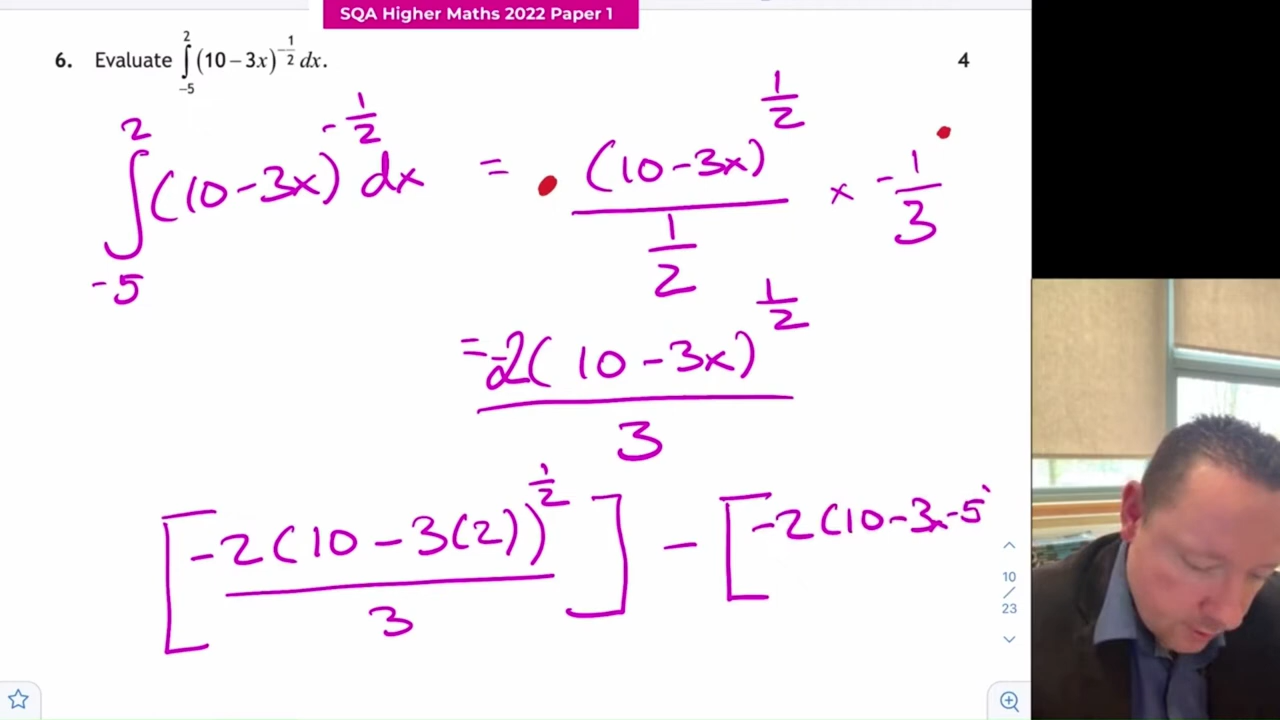 SQA Higher Maths 2022 Paper 1
6. Evaluate ∫₋₅² (10 – 3x)^(-1/2) dx. 4
∫₋₅² (10-3x)^(-1/2) dx = (10-3x)^(1/2) / (1/2) × -1/3
= -2(10-3x)^(1/2) / 3
[-2(10-3(2))^(1/2) / 3] - [-2(10-3x-5
10
/
23